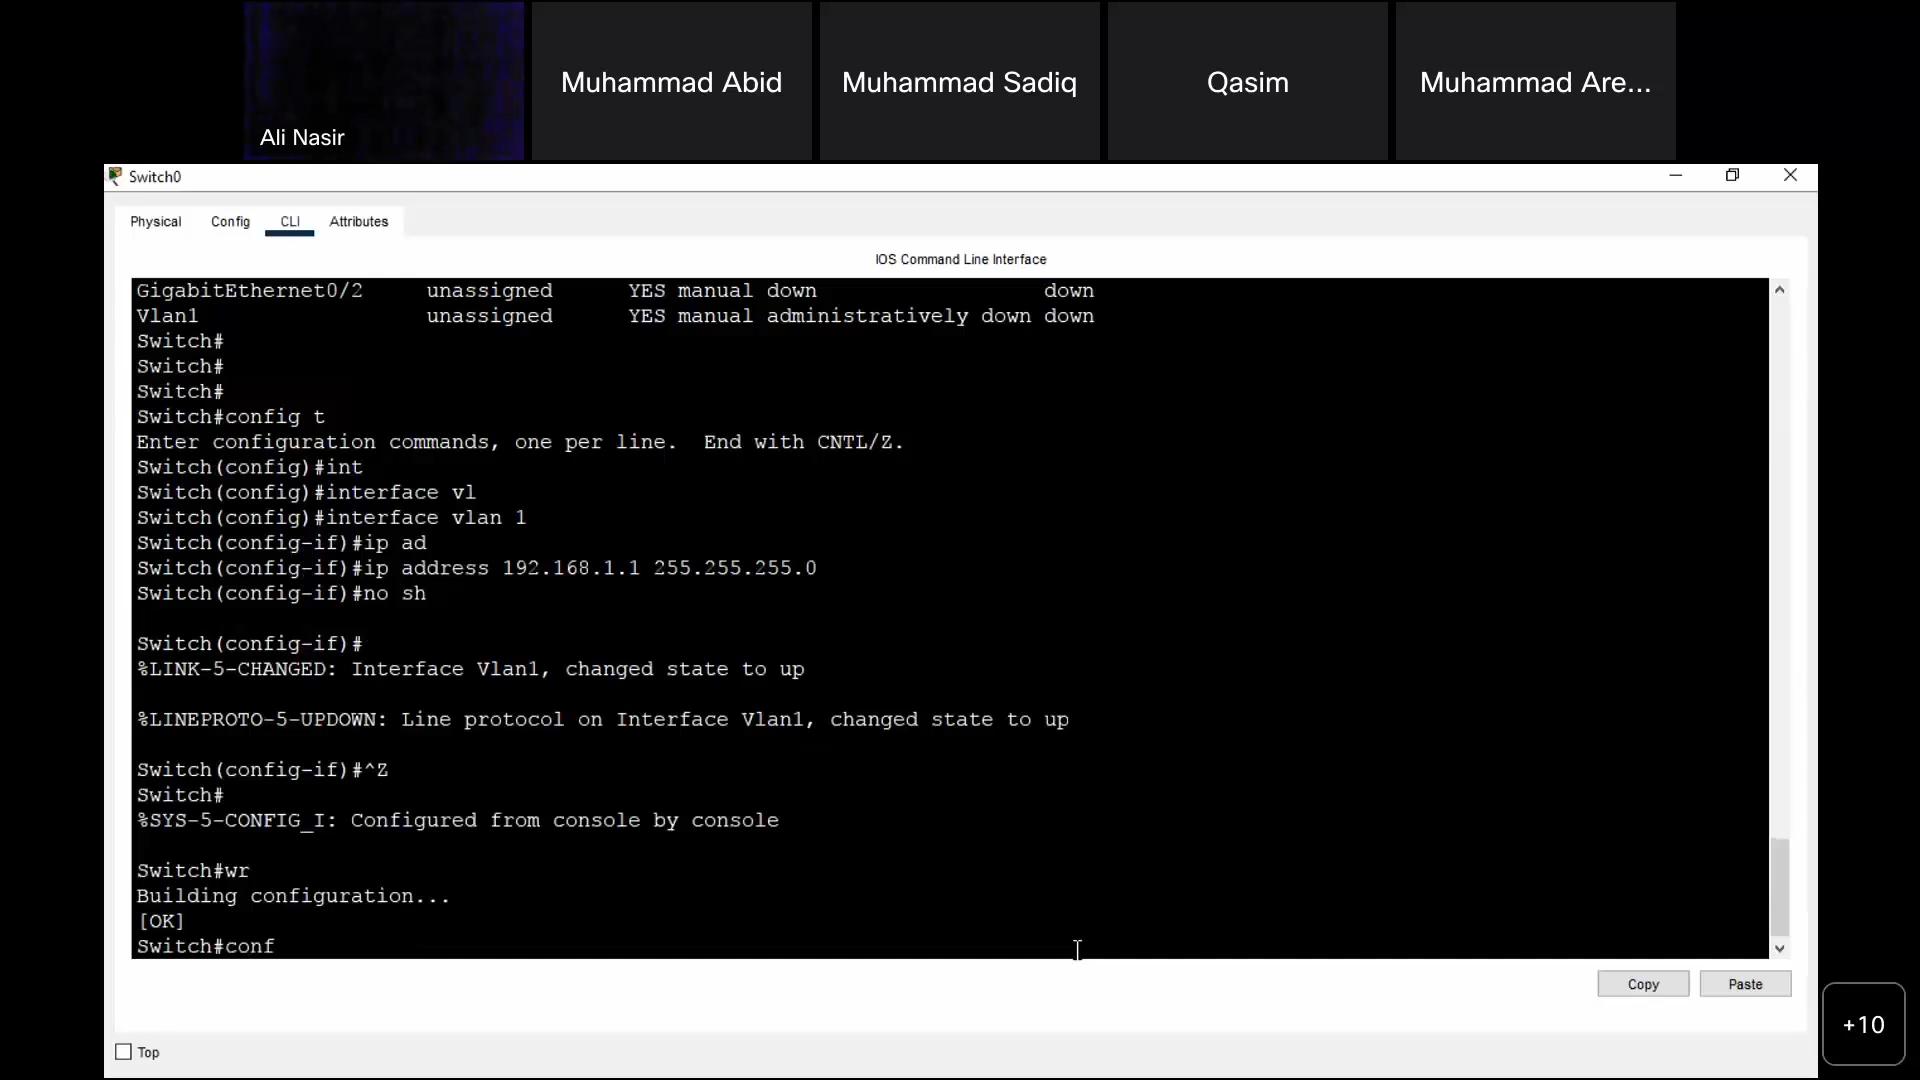 Ali Nasir
Muhammad Abid
Muhammad Sadiq
Qasim
Muhammad Are...
Switch0
Physical Config CLI Attributes
IOS Command Line Interface
GigabitEthernet0/2 unassigned YES manual down down
Vlan1 unassigned YES manual administratively down down
Switch#
Switch#
Switch#
Switch#config t
Enter configuration commands, one per line. End with CNTL/Z.
Switch(config)#int
Switch(config)#interface vl
Switch(config)#interface vlan 1
Switch(config-if)#ip ad
Switch(config-if)#ip address 192.168.1.1 255.255.255.0
Switch(config-if)#no sh
Switch(config-if)#
%LINK-5-CHANGED: Interface Vlan1, changed state to up
%LINEPROTO-5-UPDOWN: Line protocol on Interface Vlan1, changed state to up
Switch(config-if)#^Z
Switch#
%SYS-5-CONFIG_I: Configured from console by console
Switch#wr
Building configuration...
[OK]
Switch#conf
Copy Paste
+10
Top